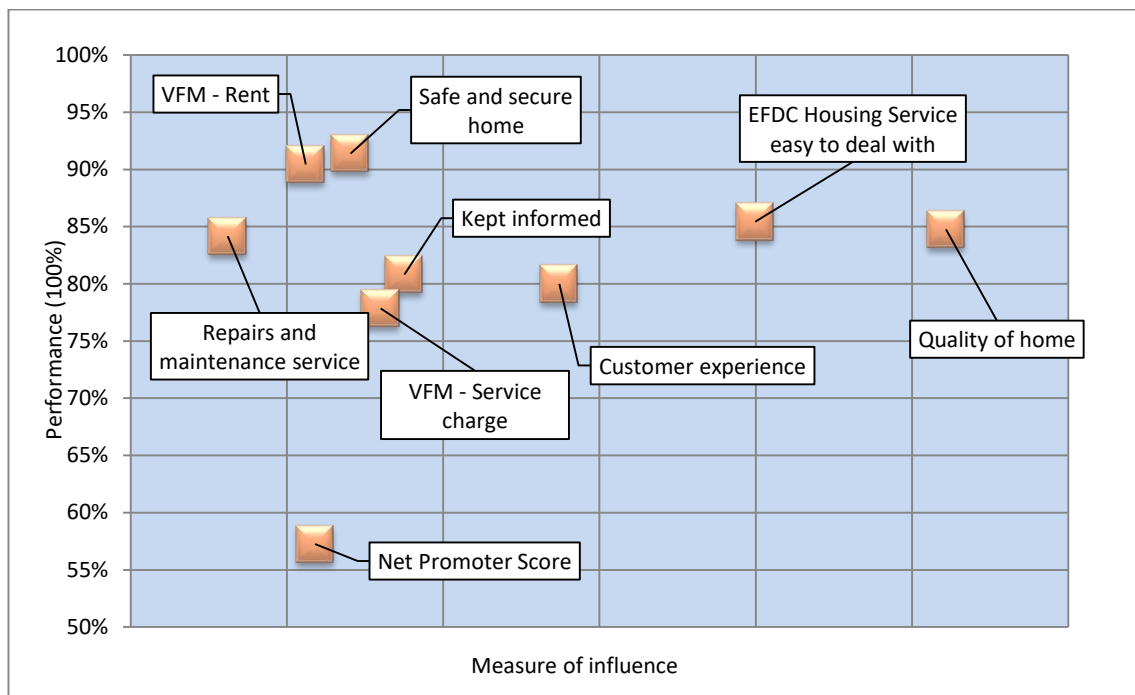 100%
95%
90%
85%
80%
75%
70%
65%
60%
55%
50%
Performance (100%)
Measure of influence
VFM - Rent
Safe and secure
home
EFDC Housing Service
easy to deal with
Kept informed
Repairs and
maintenance service
VFM - Service
charge
Customer experience
Quality of home
Net Promoter Score